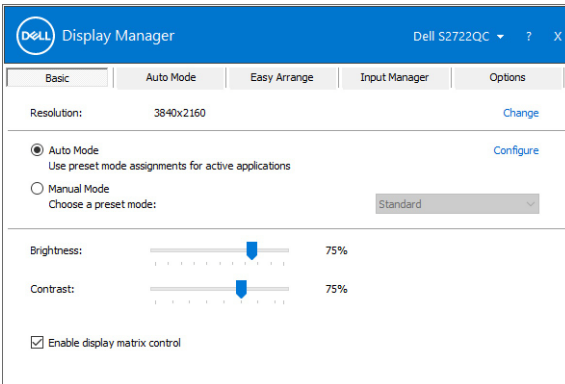 DELL Display Manager Dell S2722QC ? X
Basic Auto Mode Easy Arrange Input Manager Options
Resolution: 3840x2160 Change
Auto Mode Configure
Use preset mode assignments for active applications
Manual Mode
Choose a preset mode: Standard
Brightness: 75%
Contrast: 75%
Enable display matrix control